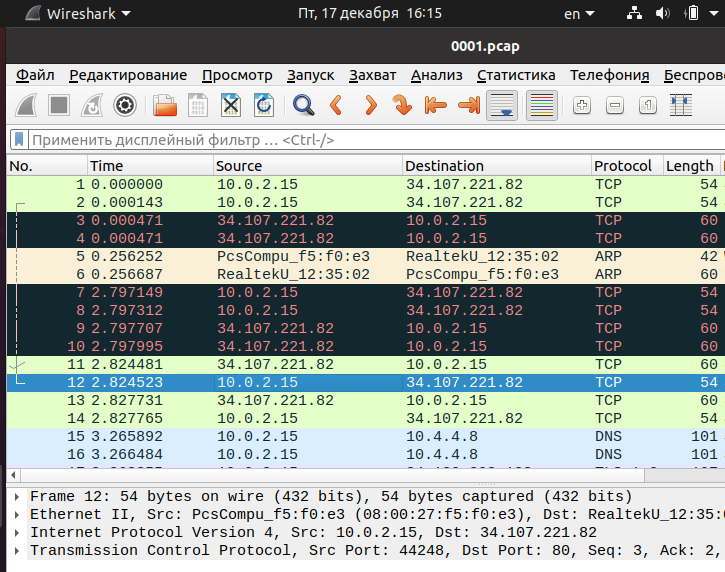 Wireshark Пт, 17 декабря 16:15 en
0001.pcap
Файл Редактирование Просмотр Запуск Захват Анализ Статистика Телефония Беспрово
Применить дисплейный фильтр … <Ctrl-/>
No. Time Source Destination Protocol Length
1 0.000000 10.0.2.15 34.107.221.82 TCP 54
2 0.000143 10.0.2.15 34.107.221.82 TCP 54
3 0.000471 34.107.221.82 10.0.2.15 TCP 60
4 0.000471 34.107.221.82 10.0.2.15 TCP 60
5 0.256252 PcsCompu_f5:f0:e3 RealtekU_12:35:02 ARP 42
6 0.256687 RealtekU_12:35:02 PcsCompu_f5:f0:e3 ARP 60
7 2.797149 10.0.2.15 34.107.221.82 TCP 54
8 2.797312 10.0.2.15 34.107.221.82 TCP 54
9 2.797707 34.107.221.82 10.0.2.15 TCP 60
10 2.797995 34.107.221.82 10.0.2.15 TCP 60
11 2.824481 34.107.221.82 10.0.2.15 TCP 60
12 2.824523 10.0.2.15 34.107.221.82 TCP 54
13 2.827731 34.107.221.82 10.0.2.15 TCP 60
14 2.827765 10.0.2.15 34.107.221.82 TCP 54
15 3.265892 10.0.2.15 10.4.4.8 DNS 101
16 3.266484 10.0.2.15 10.4.4.8 DNS 101
Frame 12: 54 bytes on wire (432 bits), 54 bytes captured (432 bits)
Ethernet II, Src: PcsCompu_f5:f0:e3 (08:00:27:f5:f0:e3), Dst: RealtekU_12:35:0
Internet Protocol Version 4, Src: 10.0.2.15, Dst: 34.107.221.82
Transmission Control Protocol, Src Port: 44248, Dst Port: 80, Seq: 3, Ack: 2,